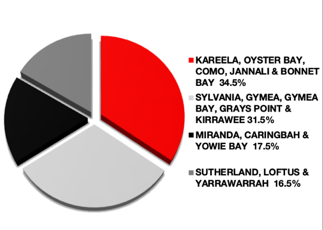 KAREELA, OYSTER BAY,
COMO, JANNALI & BONNET
BAY 34.5%
SYLVANIA, GYMEA, GYMEA
BAY, GRAYS POINT &
KIRRAWEE 31.5%
MIRANDA, CARINGBAH &
YOWIE BAY 17.5%
SUTHERLAND, LOFTUS &
YARRAWARRAH 16.5%